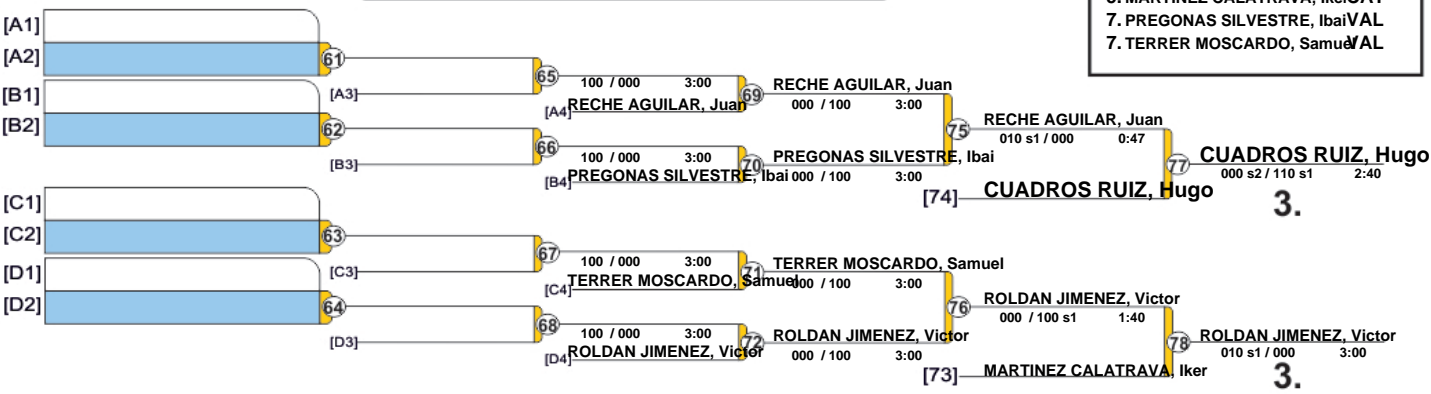 5. MARTINEZ CALATRAVA, Iker CAT
7. PREGONAS SILVESTRE, Ibai VAL
7. TERRER MOSCARDO, Samuel VAL
[A1]
[A2]
61
[A3]
65
100 / 000 3:00
[A4] RECHE AGUILAR, Juan
69
RECHE AGUILAR, Juan
000 / 100 3:00
[B1]
[B2]
62
[B3]
66
100 / 000 3:00
[B4] PREGONAS SILVESTRE, Ibai
70
PREGONAS SILVESTRE, Ibai
000 / 100 3:00
75
RECHE AGUILAR, Juan
010 s1 / 000 0:47
[74] CUADROS RUIZ, Hugo
77
CUADROS RUIZ, Hugo
000 s2 / 110 s1 2:40
3.
[C1]
[C2]
63
[C3]
67
100 / 000 3:00
[C4] TERRER MOSCARDO, Samuel
71
TERRER MOSCARDO, Samuel
000 / 100 3:00
[D1]
[D2]
64
[D3]
68
100 / 000 3:00
[D4] ROLDAN JIMENEZ, Victor
72
ROLDAN JIMENEZ, Victor
000 / 100 3:00
76
ROLDAN JIMENEZ, Victor
000 / 100 s1 1:40
[73] MARTINEZ CALATRAVA, Iker
78
ROLDAN JIMENEZ, Victor
010 s1 / 000 3:00
3.